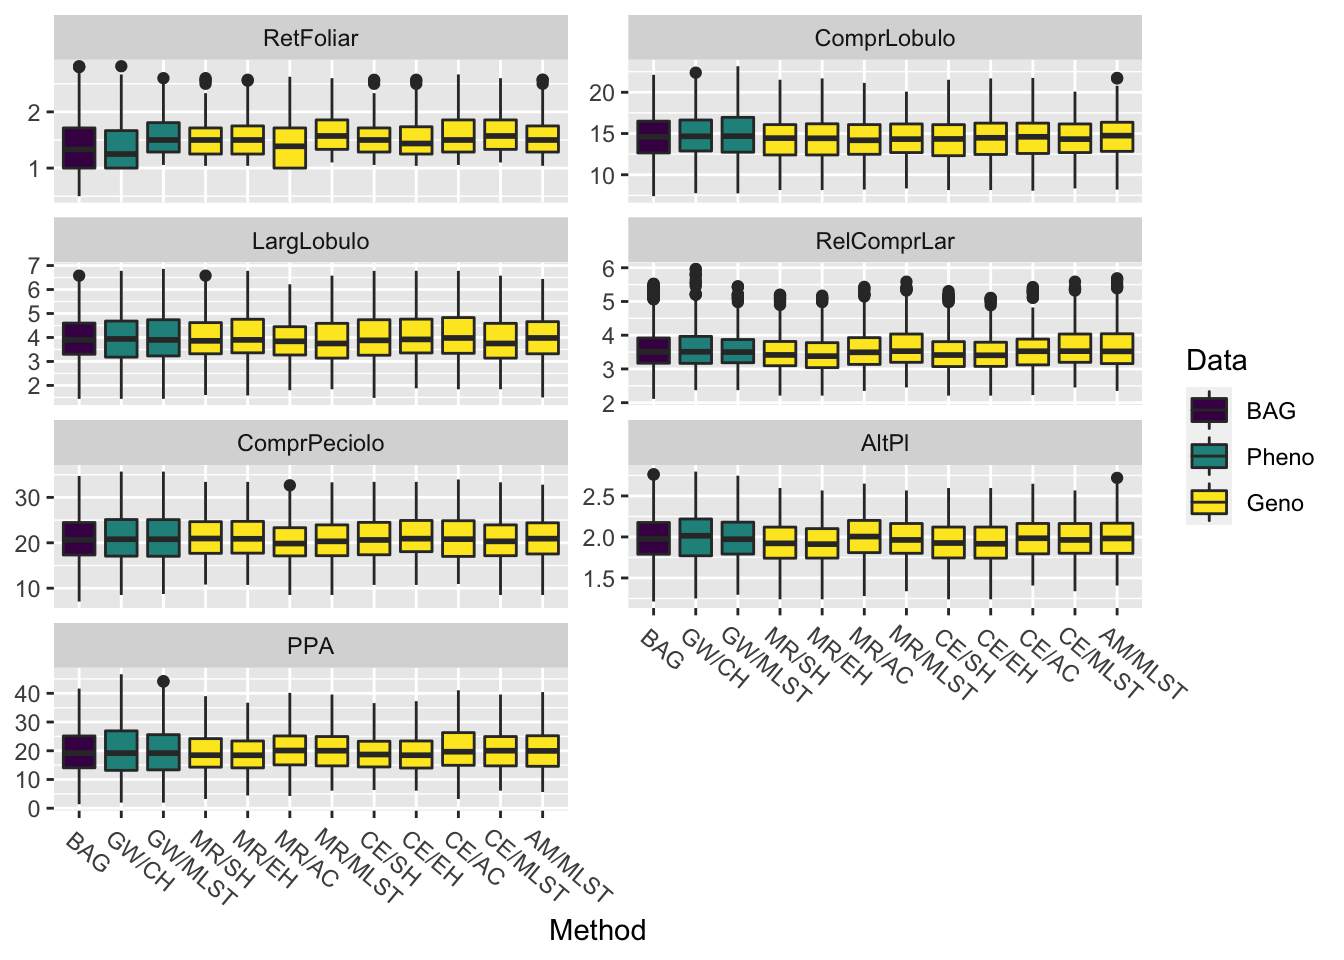 RetFoliar
2
1
ComprLobulo
20
15
10
LargLobulo
7
6
5
4
3
2
RelComprLar
6
5
4
3
2
ComprPeciolo
30
20
10
AltPl
2.5
2.0
1.5
BAG
GW/CH
GW/MLST
MR/SH
MR/EH
MR/AC
MR/MLST
CE/SH
CE/EH
CE/AC
CE/MLST
AM/MLST
PPA
40
30
20
10
0
BAG
GW/CH
GW/MLST
MR/SH
MR/EH
MR/AC
MR/MLST
CE/SH
CE/EH
CE/AC
CE/MLST
AM/MLST
Method
Data
BAG
Pheno
Geno